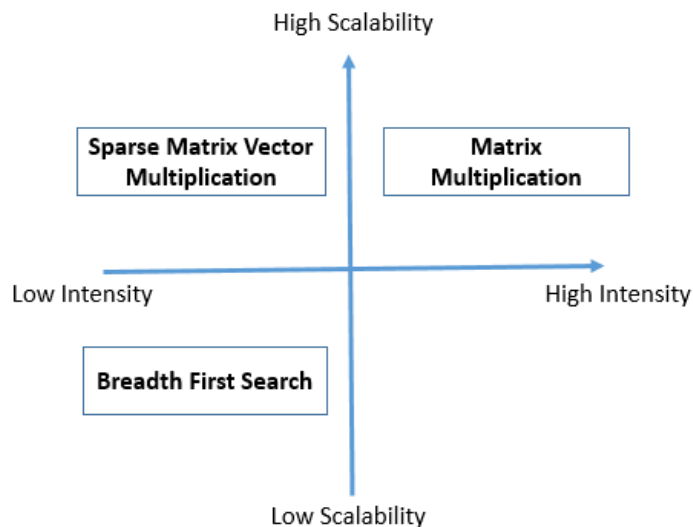 High Scalability
Sparse Matrix Vector
Multiplication
Matrix
Multiplication
Low Intensity
High Intensity
Breadth First Search
Low Scalability